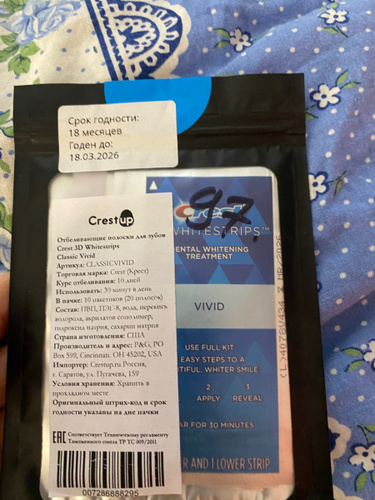 Срок годности:
18 месяцев
Годен до:
18.03.2026
Crestup
Отбеливающие полоски для зубов
Crest 3D Whitestrips
Classic Vivid
Артикул: CLASSICVIVID
Торговая марка: Crest (Крест)
Курс отбеливания: 10 дней
Использовать: 30 минут в день
В пачке: 10 пакетиков (20 полосок)
Состав: ПВП, ПЭГ-8, вода, перекись
водорода, акрилатов сополимер,
гидроксид натрия, сахарин натрия
Страна изготовления: США
Производитель и адрес: P&G, PO
Box 599, Cincinnati, OH 45202, USA
Импортер: Crestup.ru Россия,
г. Саратов, ул. Пугачева, 159
Условия хранения: Хранить в
прохладном месте
Оригинальный штрих-код и срок
годности указаны на дне пачки
EAC
Соответствует Техническому регламенту
Таможенного союза ТР ТС 009/2011
007286888295
Crest
97.
WHITESTRIPS™
DENTAL WHITENING
TREATMENT
VIVID
USE FULL KIT
EASY STEPS TO A
SMILE
2
3
APPLY
REVEAL
FOR 30 MINUTES
AND 1 LOWER STRIP